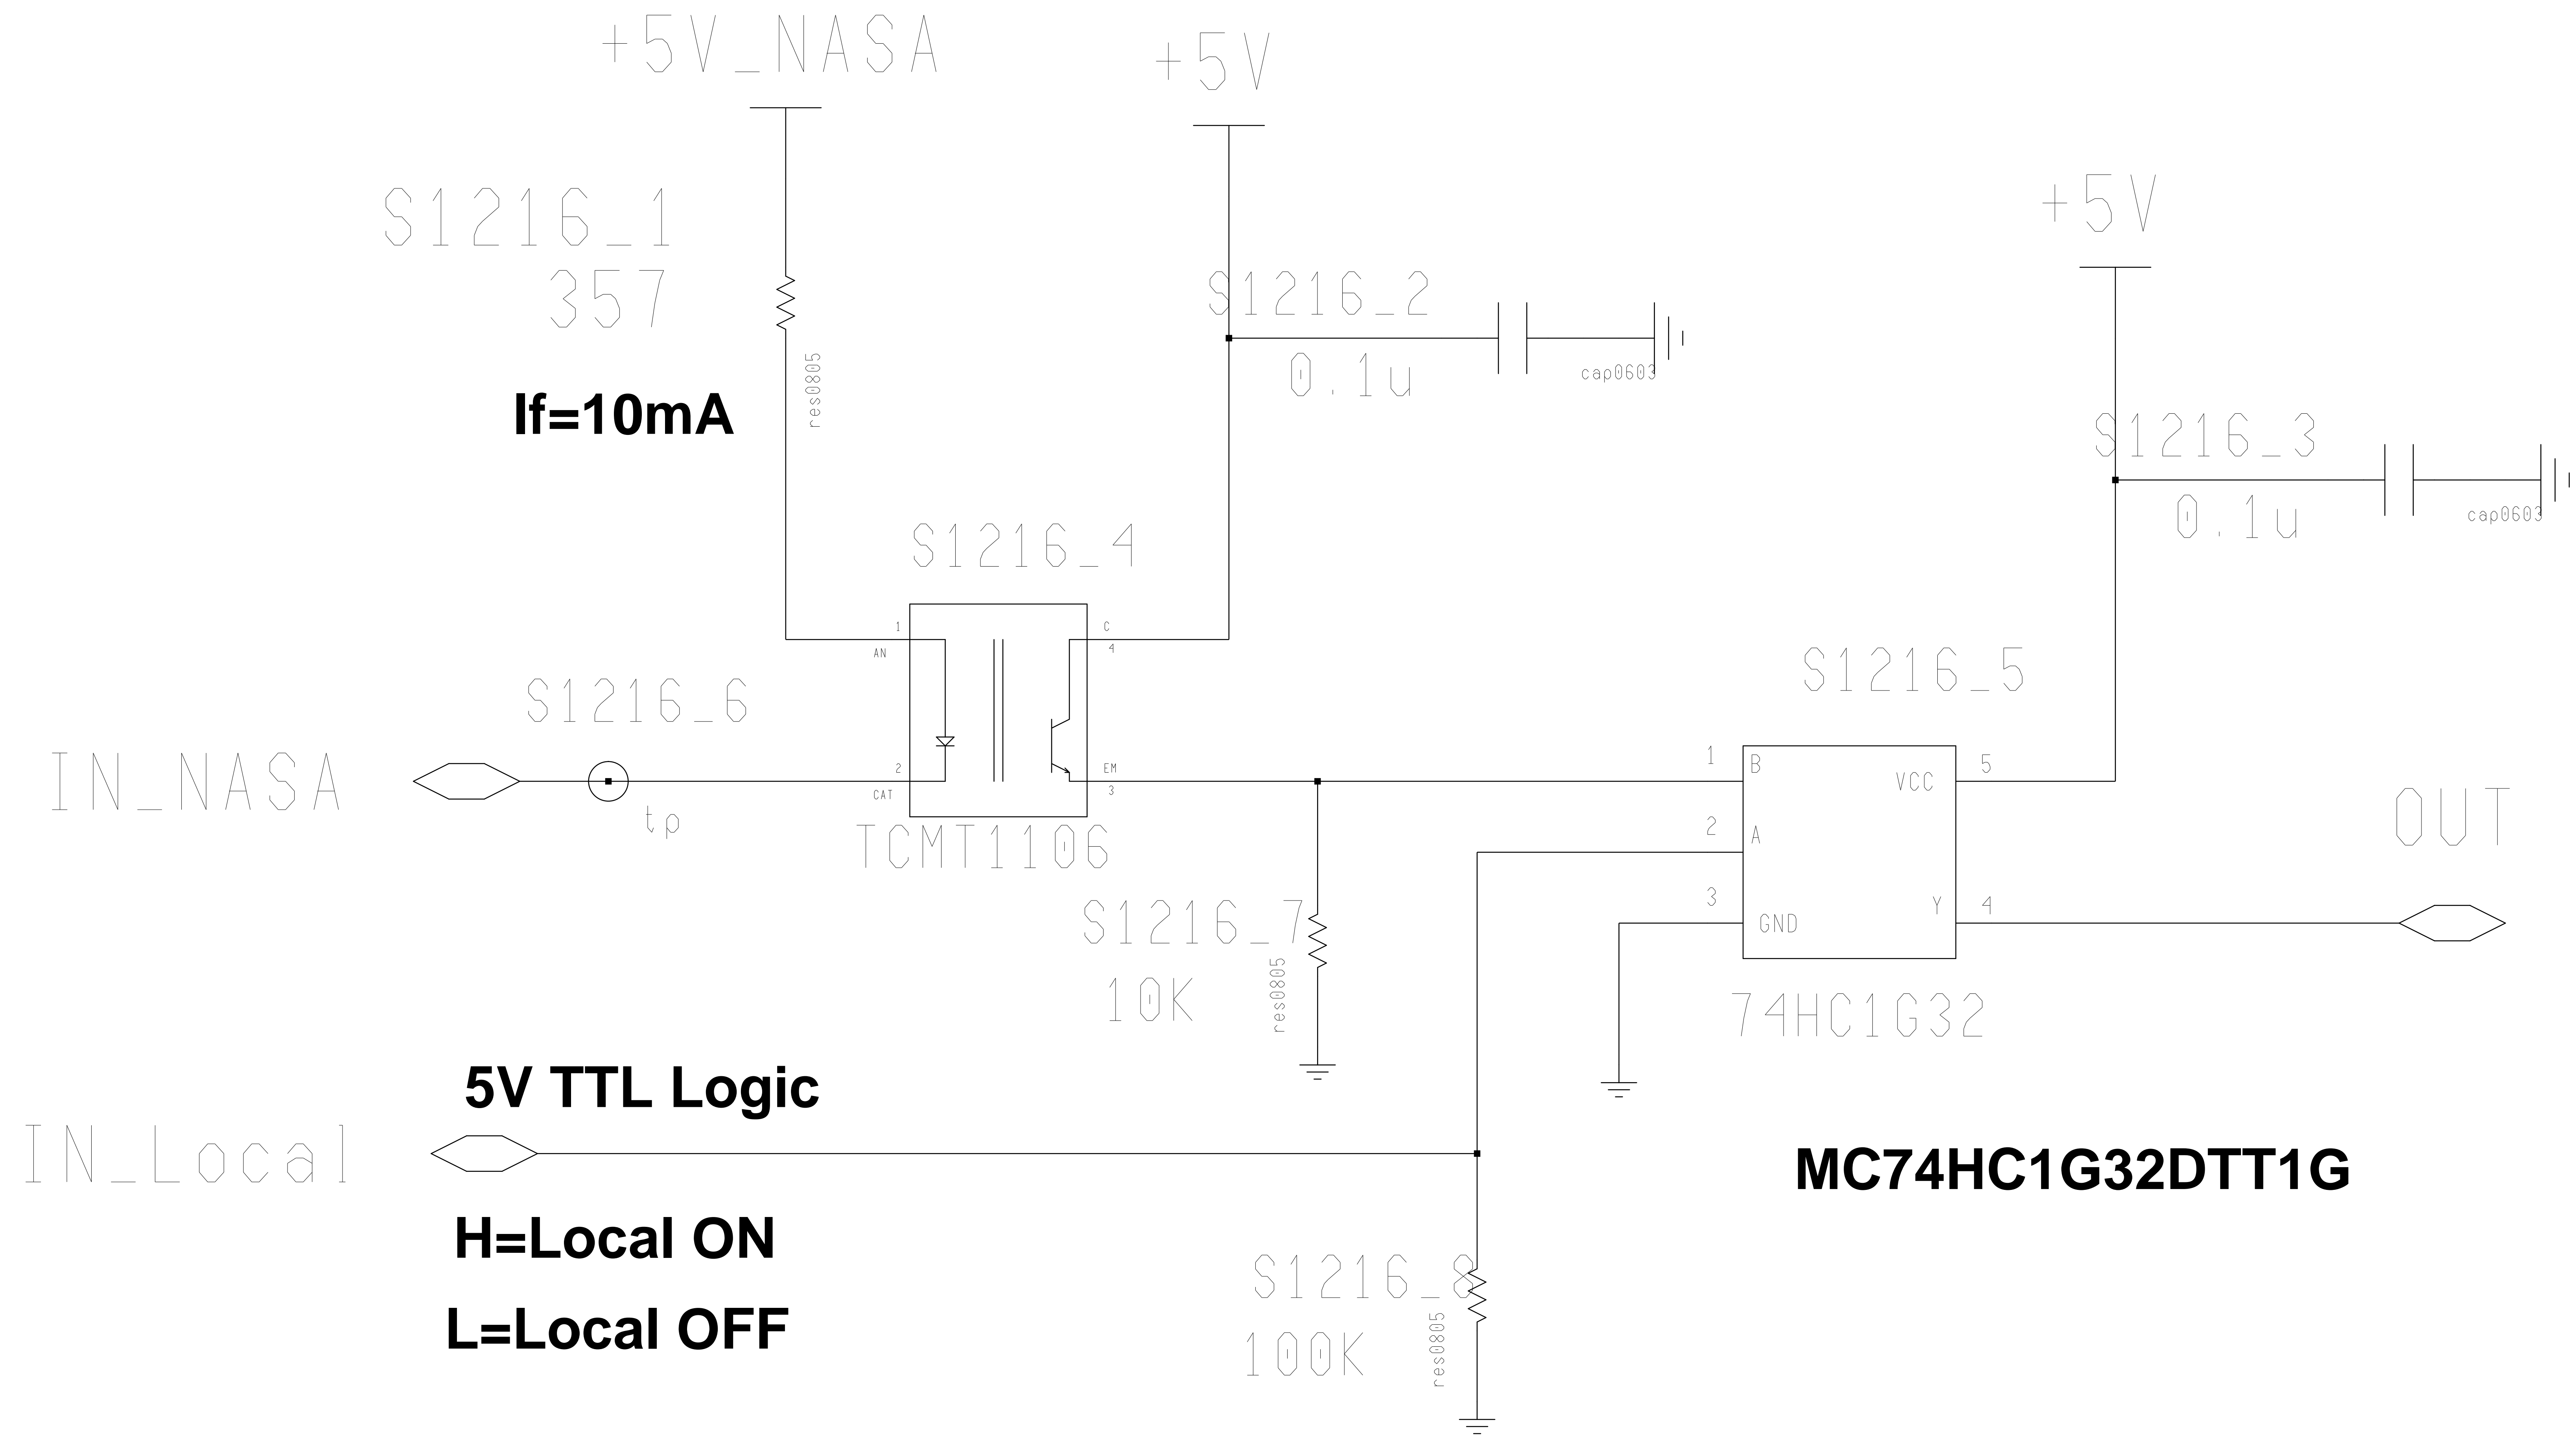 +5V_NASA
+5V
+5V
S1216_1
357
res0805
If=10mA
S1216_2
0.1u
cap0603
S1216_3
0.1u
cap0603
S1216_4
1
AN
C
4
2
CAT
EM
3
TCMT1106
S1216_6
IN_NASA
tp
S1216_5
1
B
2
A
3
GND
VCC
5
Y
4
74HC1G32
OUT
S1216_7
10K
res0805
5V TTL Logic
IN_Local
H=Local ON
L=Local OFF
MC74HC1G32DTT1G
S1216_8
100K
res0805